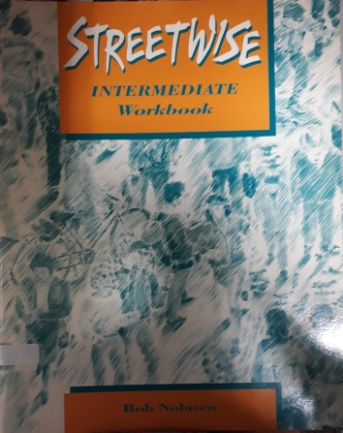 STREETWISE
INTERMEDIATE
Workbook
Rob Nolasco